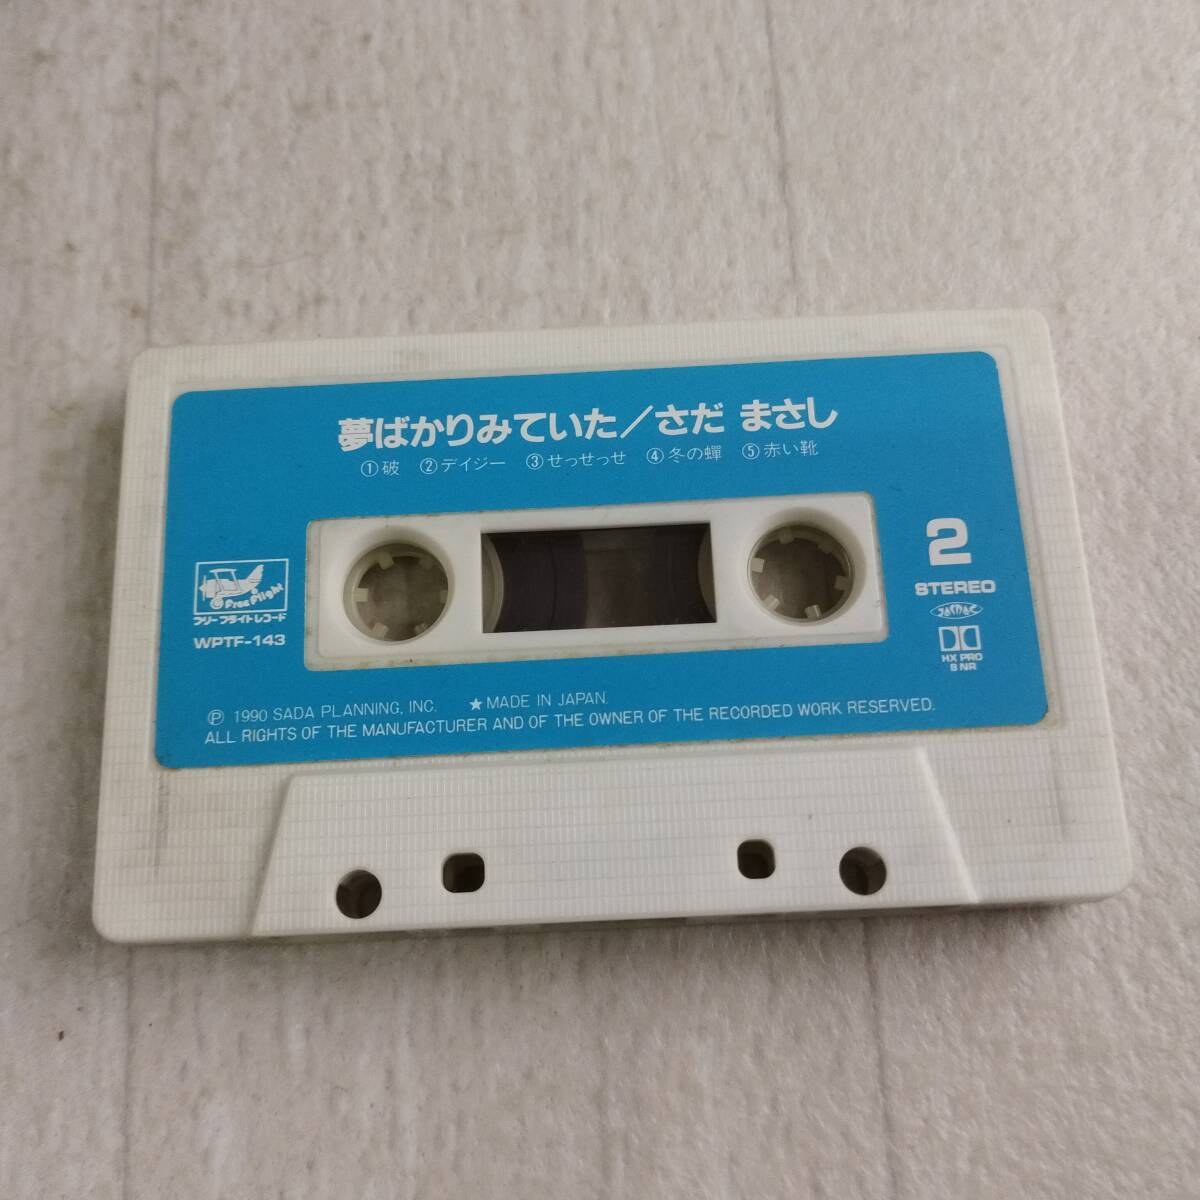 夢ばかりみていた／さだ まさし
①破 ②デイジー ③せっせっせ ④冬の蟬 ⑤赤い靴
Free Flight
フリーフライトレコード
WPTF-143
2
STEREO
JASRAC
HX PRO
B NR
Ⓟ 1990 SADA PLANNING, INC. ★ MADE IN JAPAN.
ALL RIGHTS OF THE MANUFACTURER AND OF THE OWNER OF THE RECORDED WORK RESERVED.